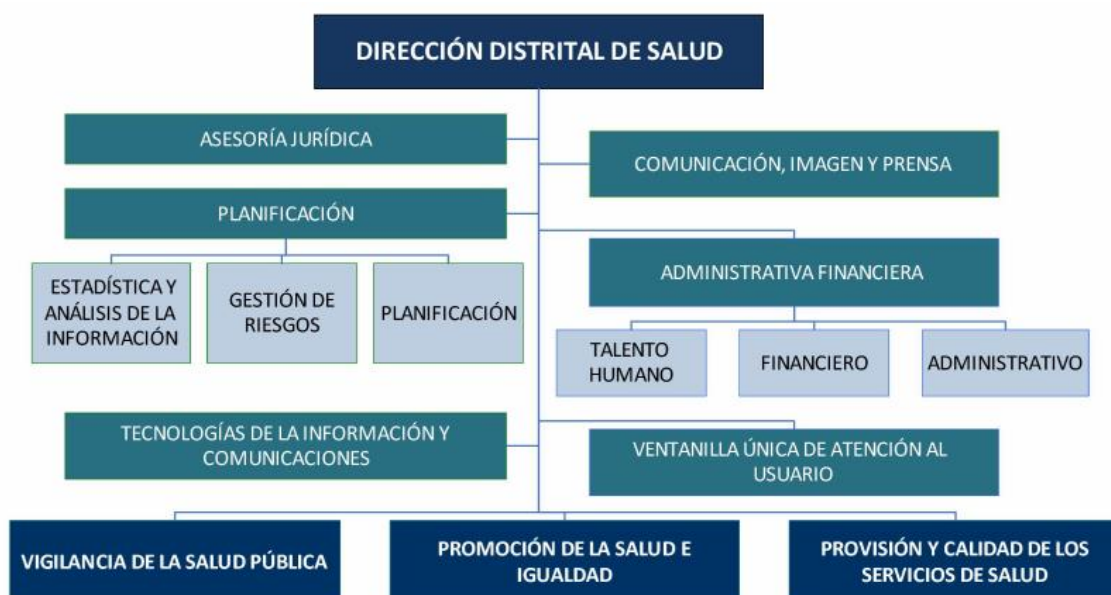 DIRECCIÓN DISTRITAL DE SALUD
ASESORÍA JURÍDICA
COMUNICACIÓN, IMAGEN Y PRENSA
PLANIFICACIÓN
ESTADÍSTICA Y
ANÁLISIS DE LA
INFORMACIÓN
GESTIÓN DE
RIESGOS
PLANIFICACIÓN
ADMINISTRATIVA FINANCIERA
TALENTO
HUMANO
FINANCIERO
ADMINISTRATIVO
TECNOLOGÍAS DE LA INFORMACIÓN Y
COMUNICACIONES
VENTANILLA ÚNICA DE ATENCIÓN AL
USUARIO
VIGILANCIA DE LA SALUD PÚBLICA
PROMOCIÓN DE LA SALUD E
IGUALDAD
PROVISIÓN Y CALIDAD DE LOS
SERVICIOS DE SALUD